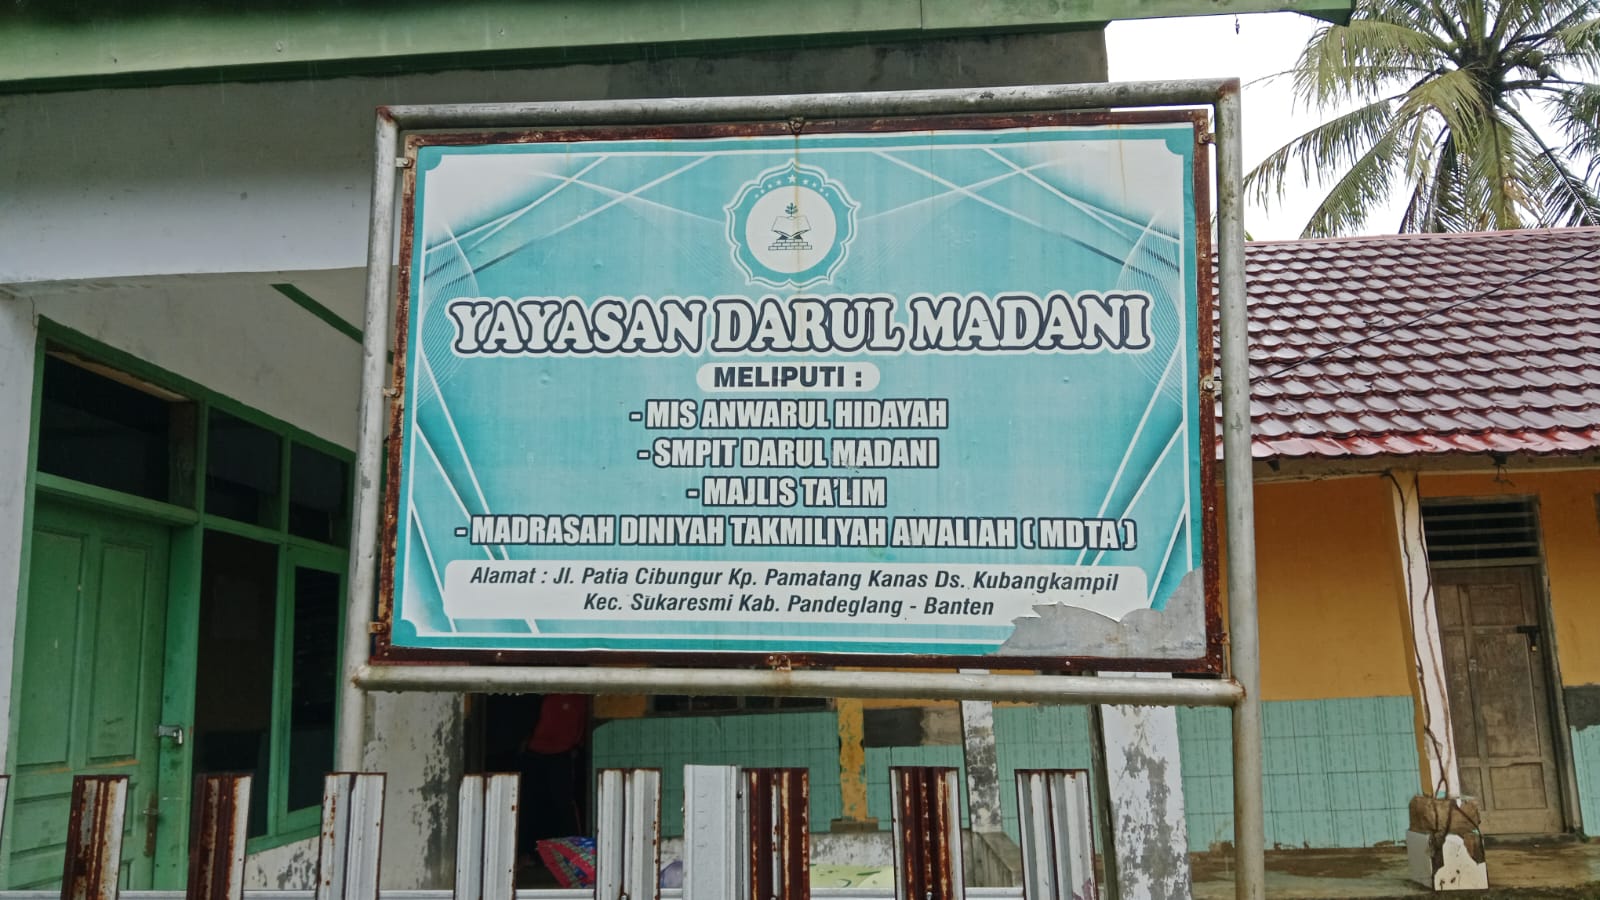 YAYASAN DARUL MADANI
MELIPUTI :
- MIS ANWARUL HIDAYAH
- SMPIT DARUL MADANI
- MAJLIS TA'LIM
- MADRASAH DINIYAH TAKMILIYAH AWALIAH ( MDTA )
Alamat : Jl. Patia Cibungur Kp. Pamatang Kanas Ds. Kubangkampil
Kec. Sukaresmi Kab. Pandeglang - Banten